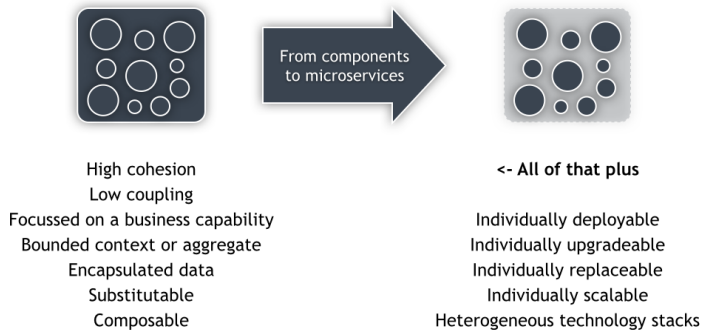 From components
to microservices
High cohesion
Low coupling
Focussed on a business capability
Bounded context or aggregate
Encapsulated data
Substitutable
Composable
<- All of that plus
Individually deployable
Individually upgradeable
Individually replaceable
Individually scalable
Heterogeneous technology stacks